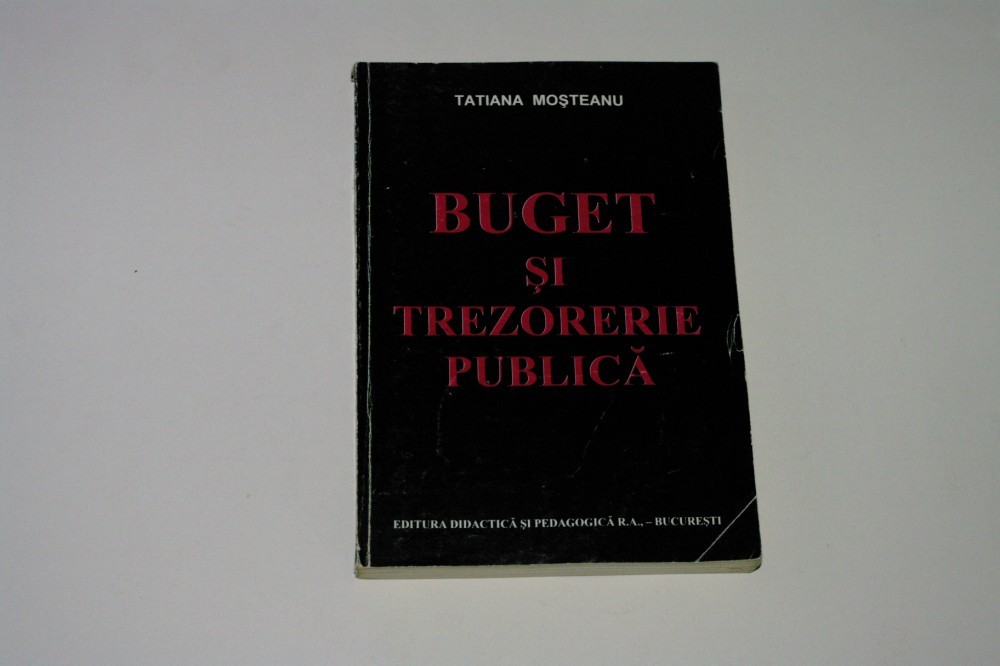 TATIANA MOŞTEANU
BUGET
ŞI
TREZORERIE
PUBLICĂ
EDITURA DIDACTICĂ ŞI PEDAGOGICĂ R.A., – BUCUREŞTI